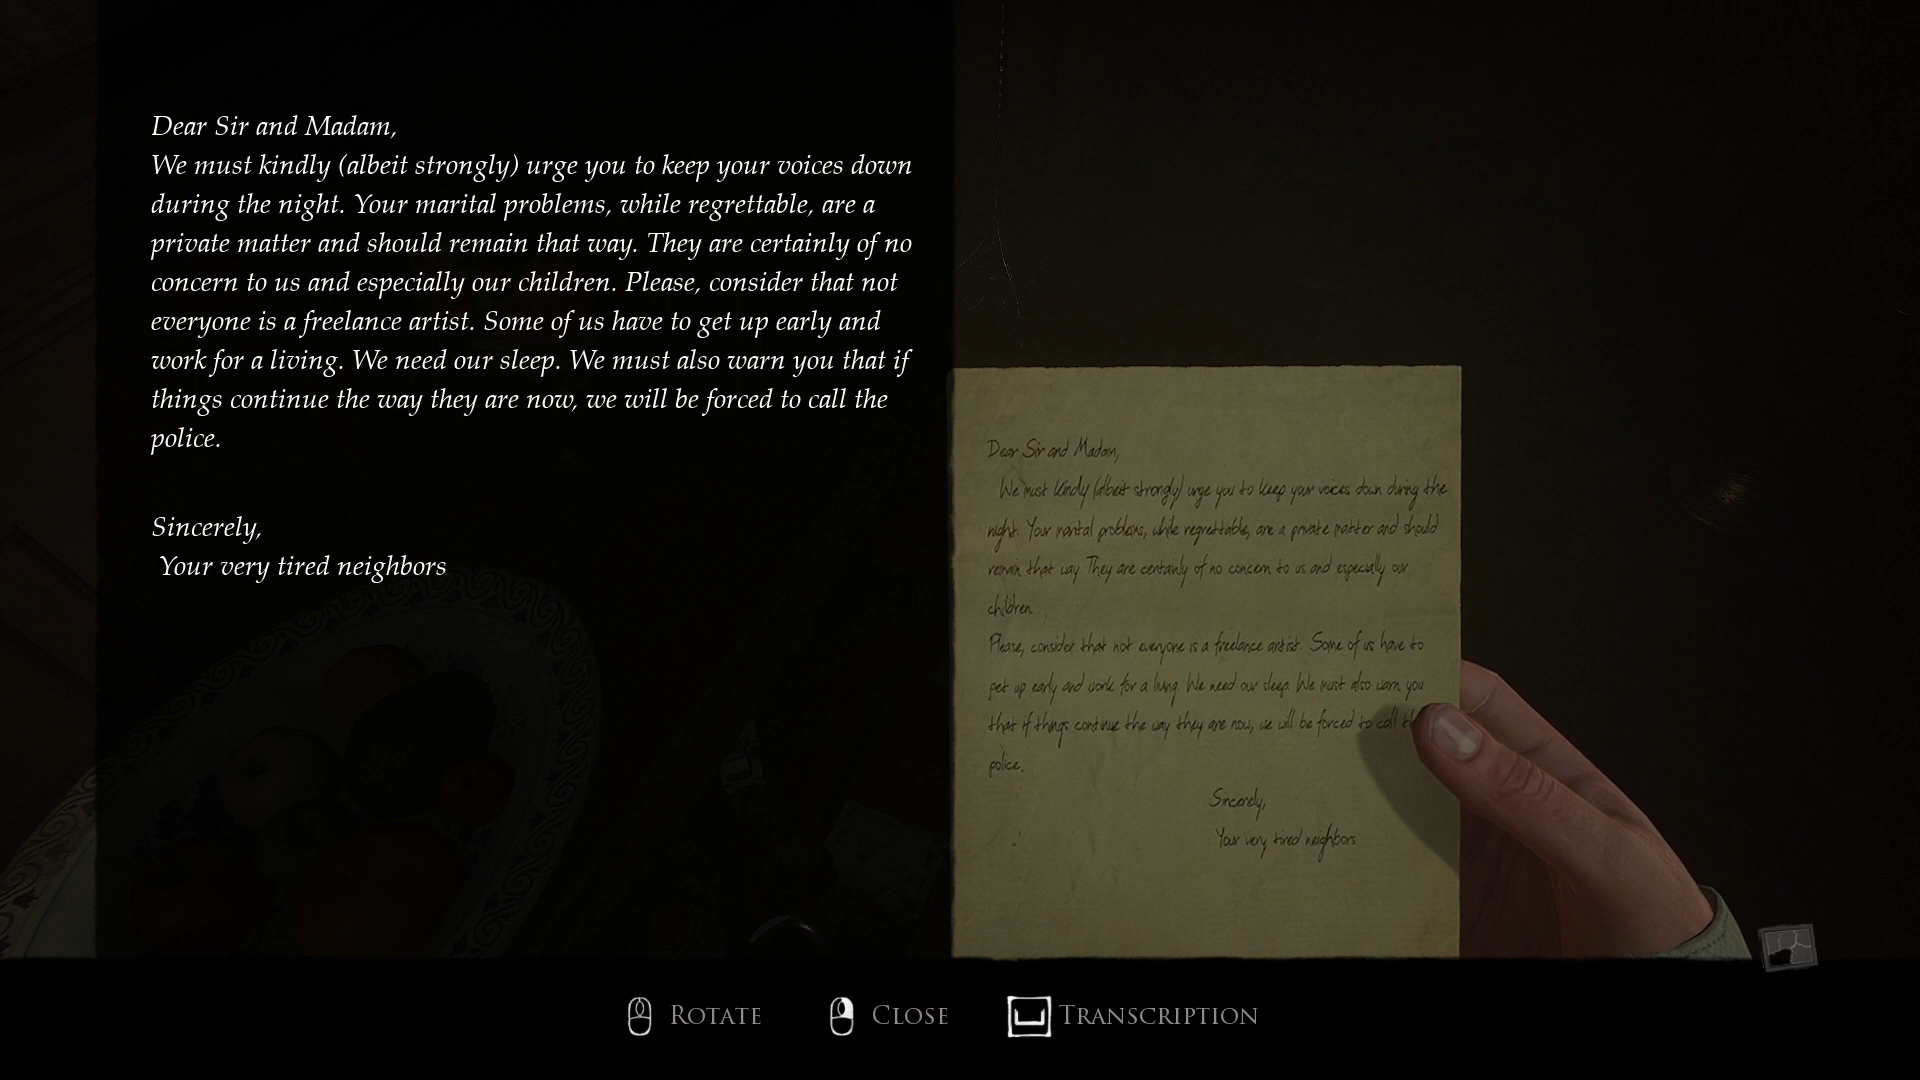 Dear Sir and Madam,
We must kindly (albeit strongly) urge you to keep your voices down
during the night. Your marital problems, while regrettable, are a
private matter and should remain that way. They are certainly of no
concern to us and especially our children. Please, consider that not
everyone is a freelance artist. Some of us have to get up early and
work for a living. We need our sleep. We must also warn you that if
things continue the way they are now, we will be forced to call the
police.
Sincerely,
Your very tired neighbors
Dear Sir and Madam,
We must kindly (albeit strongly) urge you to keep your voices down during the
night. Your marital problems, while regrettable, are a private matter and should
remain that way They are certainly of no concern to us and especially our
children.
Please, consider that not everyone is a freelance artist. Some of us have to
get up early and work for a living. We need our sleep. We must also warn you
that if things continue the way they are now, we will be forced to call
police.
Sincerely,
Your very tired neighbors
ROTATE
CLOSE
TRANSCRIPTION